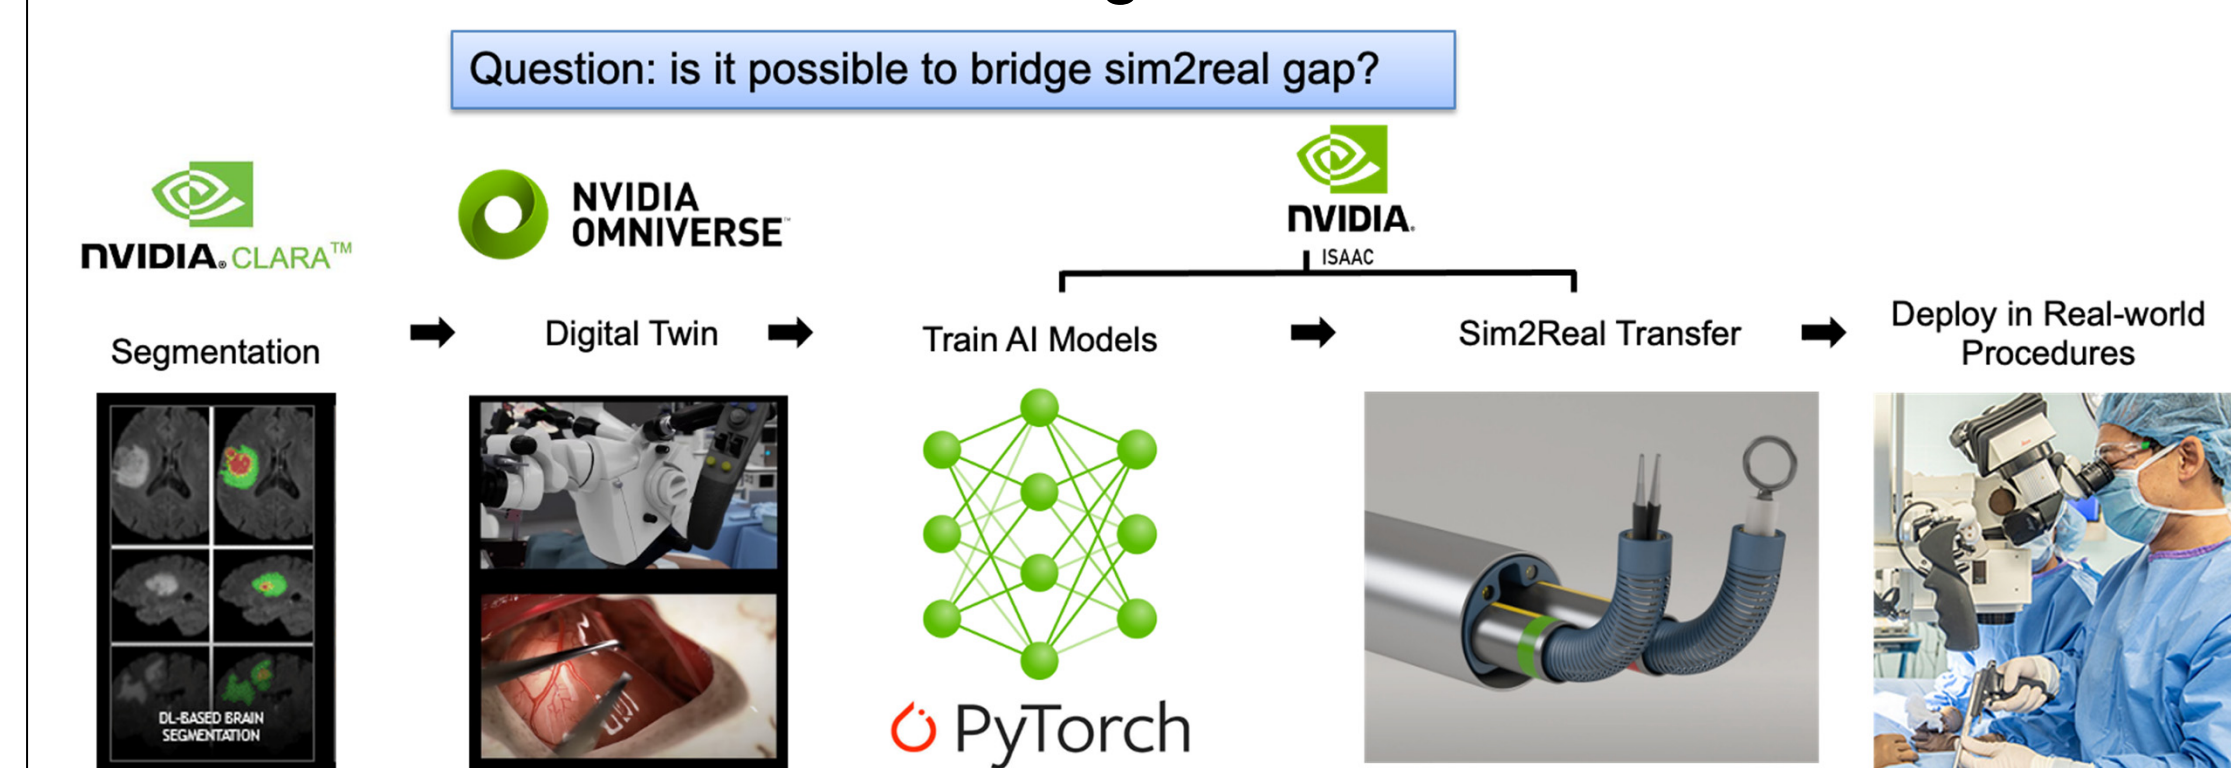 Question: is it possible to bridge sim2real gap?
NVIDIA.
ISAAC
NVIDIA® CLARA™
NVIDIA
OMNIVERSE™
Segmentation
Digital Twin
Train AI Models
Sim2Real Transfer
Deploy in Real-world
Procedures
DL-BASED BRAIN
SEGMENTATION
PyTorch